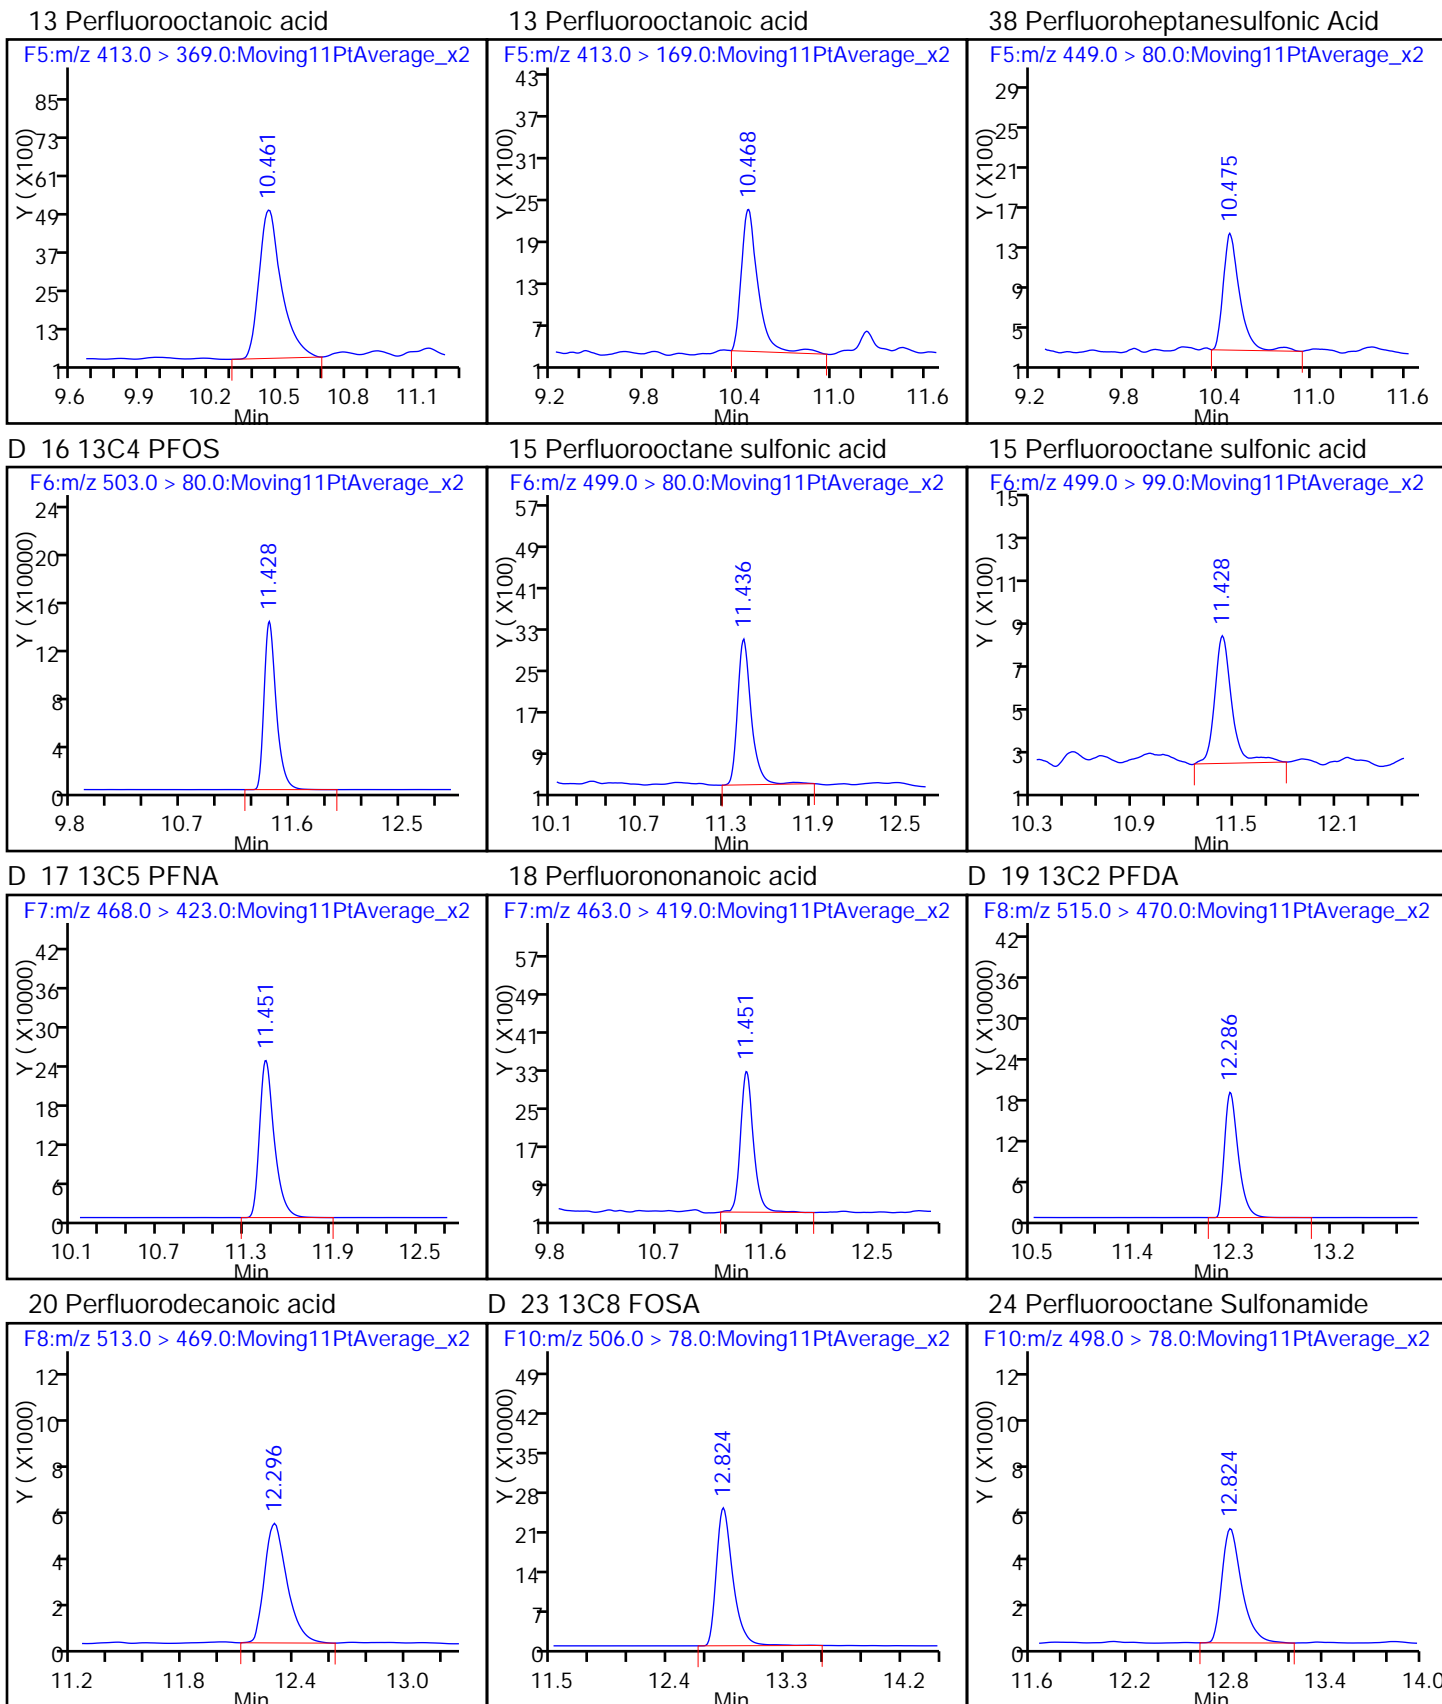 13 Perfluorooctanoic acid
F5:m/z 413.0 > 369.0:Moving11PtAverage_x2
Y ( X100)
85
73
61
49
37
25
13
1
10.461
9.6 9.9 10.2 10.5 10.8 11.1
Min
13 Perfluorooctanoic acid
F5:m/z 413.0 > 169.0:Moving11PtAverage_x2
Y ( X100)
43
37
31
25
19
13
7
1
10.468
9.2 9.8 10.4 11.0 11.6
Min
38 Perfluoroheptanesulfonic Acid
F5:m/z 449.0 > 80.0:Moving11PtAverage_x2
Y ( X100)
29
25
21
17
13
9
5
1
10.475
9.2 9.8 10.4 11.0 11.6
Min
D 16 13C4 PFOS
F6:m/z 503.0 > 80.0:Moving11PtAverage_x2
Y ( X10000)
24
20
16
12
8
4
0
11.428
9.8 10.7 11.6 12.5
Min
15 Perfluorooctane sulfonic acid
F6:m/z 499.0 > 80.0:Moving11PtAverage_x2
Y ( X100)
57
49
41
33
25
17
9
1
11.436
10.1 10.7 11.3 11.9 12.5
Min
15 Perfluorooctane sulfonic acid
F6:m/z 499.0 > 99.0:Moving11PtAverage_x2
Y ( X100)
15
13
11
9
7
5
3
1
11.428
10.3 10.9 11.5 12.1
Min
D 17 13C5 PFNA
F7:m/z 468.0 > 423.0:Moving11PtAverage_x2
Y ( X10000)
42
36
30
24
18
12
6
0
11.451
10.1 10.7 11.3 11.9 12.5
Min
18 Perfluorononanoic acid
F7:m/z 463.0 > 419.0:Moving11PtAverage_x2
Y ( X100)
57
49
41
33
25
17
9
1
11.451
9.8 10.7 11.6 12.5
Min
D 19 13C2 PFDA
F8:m/z 515.0 > 470.0:Moving11PtAverage_x2
Y ( X10000)
42
36
30
24
18
12
6
0
12.286
10.5 11.4 12.3 13.2
Min
20 Perfluorodecanoic acid
F8:m/z 513.0 > 469.0:Moving11PtAverage_x2
Y ( X1000)
12
10
8
6
4
2
0
12.296
11.2 11.8 12.4 13.0
Min
D 23 13C8 FOSA
F10:m/z 506.0 > 78.0:Moving11PtAverage_x2
Y ( X10000)
49
42
35
28
21
14
7
0
12.824
11.5 12.4 13.3 14.2
Min
24 Perfluorooctane Sulfonamide
F10:m/z 498.0 > 78.0:Moving11PtAverage_x2
Y ( X1000)
12
10
8
6
4
2
0
12.824
11.6 12.2 12.8 13.4 14.0
Min